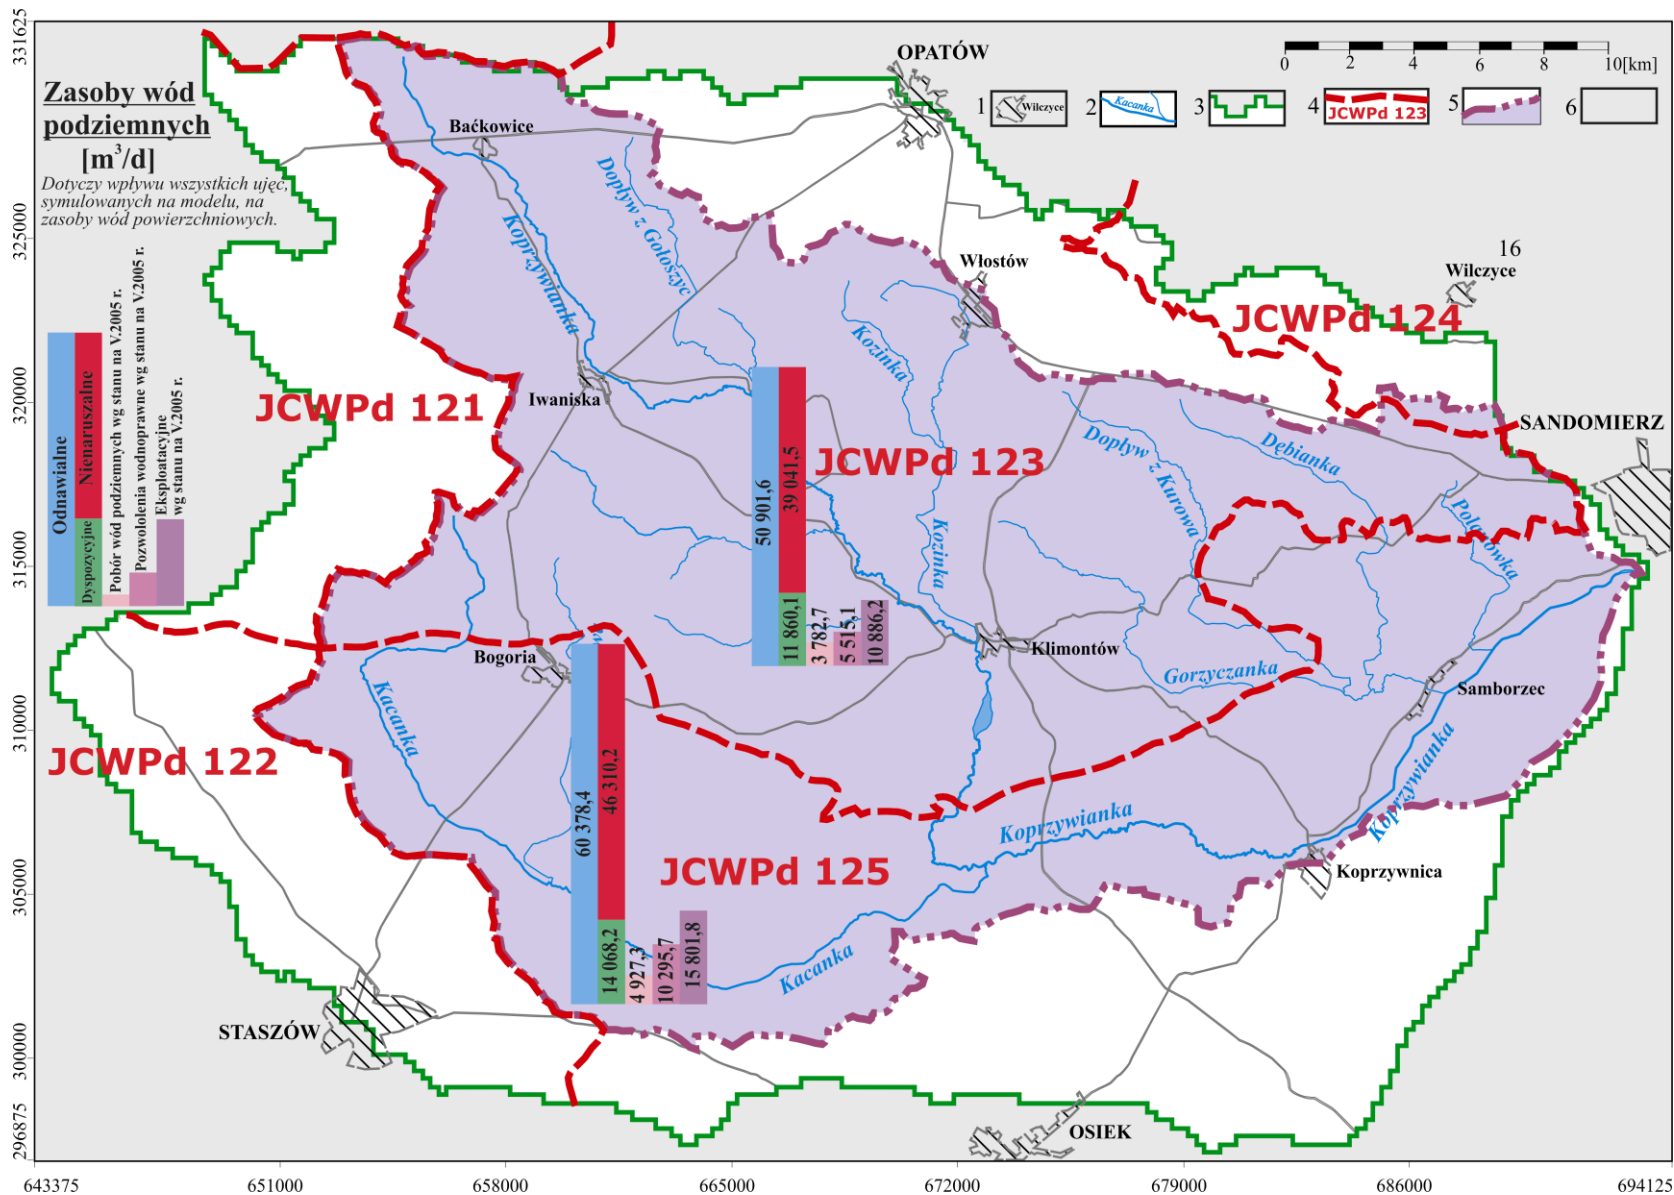 Zasoby wód
podziemnych
[m³/d]
Dotyczy wpływu wszystkich ujęć,
symulowanych na modelu, na
zasoby wód powierzchniowych.
Odnawialne
Nienaruszalne
Dyspozycyjne
Pobór wód podziemnych wg stanu na V.2005 r.
Pozwololenia wodnoprawne wg stanu na V.2005 r.
Eksploatacyjne
wg stanu na V.2005 r.
0 2 4 6 8 10[km]
1 Wilczyce
2 Kacanka
3
4 JCWPd 123
5
6
OPATÓW
Baćkowice
Dopływ z Gołoszyc
Koprzywianka
Włostów
16
Wilczyce
JCWPd 124
Kozinka
Iwaniska
JCWPd 121
JCWPd 123
Dopływ z Kurowa
Dębianka
SANDOMIERZ
Polanówka
Kozinka
50 901,6
39 041,5
11 860,1
3 782,7
5 515,1
10 886,2
Klimontów
Bogoria
Gorzyczanka
Samborzec
Kacanka
JCWPd 122
60 378,4
46 310,2
14 068,2
4 927,3
10 295,7
15 801,8
Koprzywianka
Koprzywianka
JCWPd 125
Koprzywnica
Kacanka
STASZÓW
OSIEK
31625
325000
320000
315000
310000
305000
300000
296875
643375 651000 658000 665000 672000 679000 686000 694125